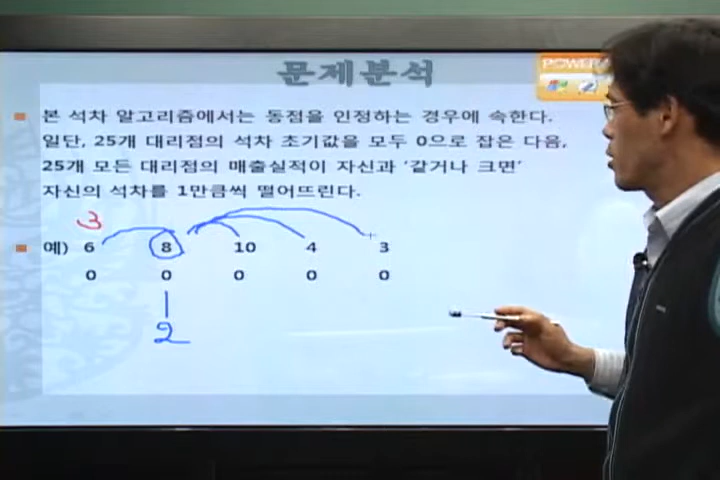 문제분석
POWER
본 석차 알고리즘에서는 동점을 인정하는 경우에 속한다.
일단, 25개 대리점의 석차 초기값을 모두 0으로 잡은 다음,
25개 모든 대리점의 매출실적이 자신과 '같거나 크면'
자신의 석차를 1만큼씩 떨어뜨린다.
3
예) 6 8 10 4 3
0 0 0 0 0
1
2